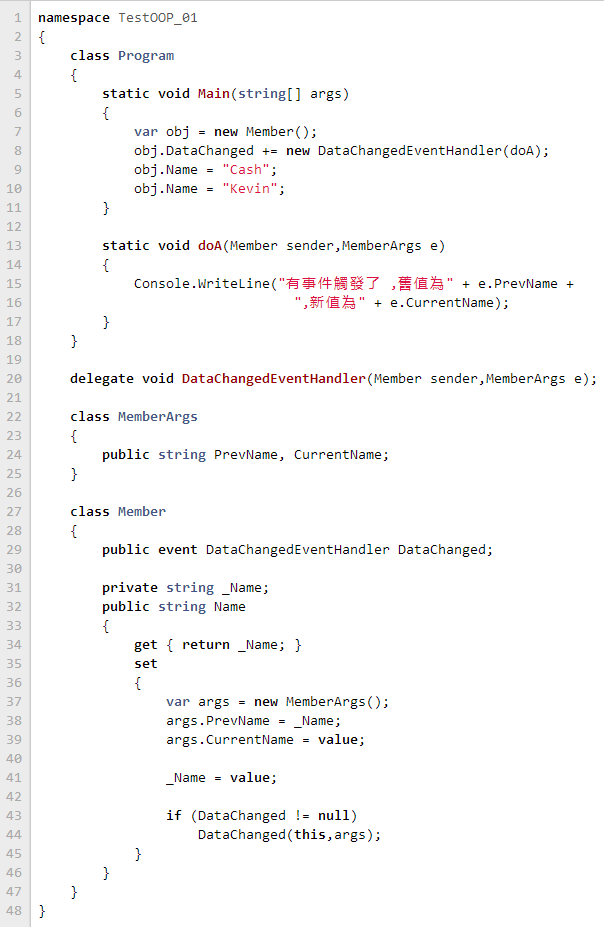 1 namespace TestOOP_01
2 {
3     class Program
4     {
5         static void Main(string[] args)
6         {
7             var obj = new Member();
8             obj.DataChanged += new DataChangedEventHandler(doA);
9             obj.Name = "Cash";
10             obj.Name = "Kevin";
11         }
12
13         static void doA(Member sender,MemberArgs e)
14         {
15             Console.WriteLine("有事件觸發了 ,舊值為" + e.PrevName +
16                                 ",新值為" + e.CurrentName);
17         }
18     }
19
20     delegate void DataChangedEventHandler(Member sender,MemberArgs e);
21
22     class MemberArgs
23     {
24         public string PrevName, CurrentName;
25     }
26
27     class Member
28     {
29         public event DataChangedEventHandler DataChanged;
30
31         private string _Name;
32         public string Name
33         {
34             get { return _Name; }
35             set
36             {
37                 var args = new MemberArgs();
38                 args.PrevName = _Name;
39                 args.CurrentName = value;
40
41                 _Name = value;
42
43                 if (DataChanged != null)
44                     DataChanged(this,args);
45             }
46         }
47     }
48 }